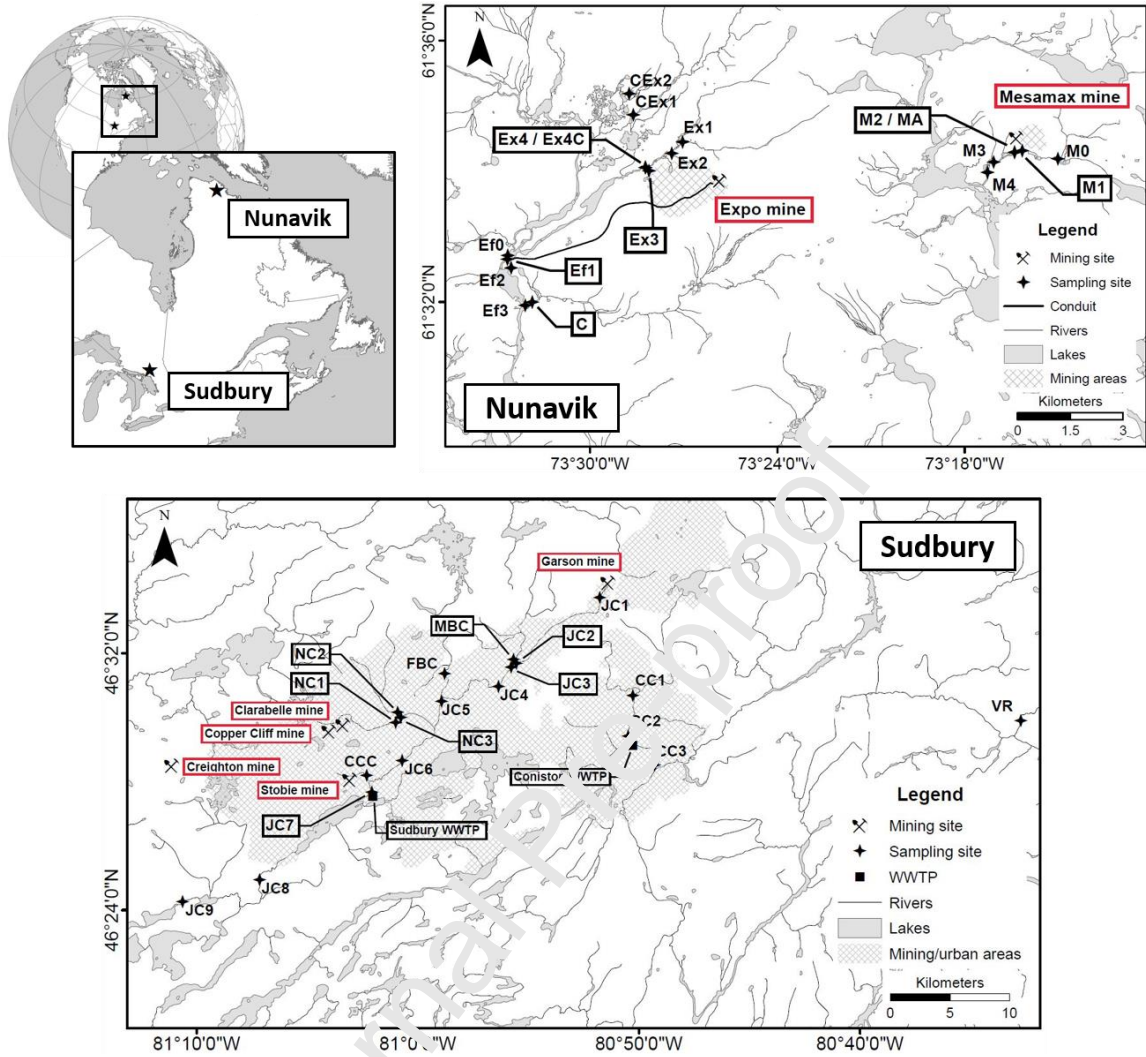 Nunavik
Sudbury
N
61°36'0"N
61°32'0"N
CEx2
CEx1
Ex4 / Ex4C
Ex1
Ex2
Ex3
Expo mine
Ef0
Ef1
Ef2
Ef3
C
Nunavik
Mesamax mine
M2 / MA
M3
M4
M0
M1
Legend
Mining site
Sampling site
Conduit
Rivers
Lakes
Mining areas
Kilometers
0 1.5 3
73°30'0"W
73°24'0"W
73°18'0"W
N
Sudbury
Garson mine
JC1
MBC
JC2
JC3
NC2
NC1
FBC
JC4
JC5
CC1
Clarabelle mine
Copper Cliff mine
NC3
VR
CC3
Creighton mine
CCC
JC6
Stobie mine
JC7
Sudbury WWTP
JC8
JC9
46°32'0"N
46°24'0"N
Legend
Mining site
Sampling site
WWTP
Rivers
Lakes
Mining/urban areas
Kilometers
0 5 10
81°10'0"W
81°0'0"W
80°50'0"W
80°40'0"W